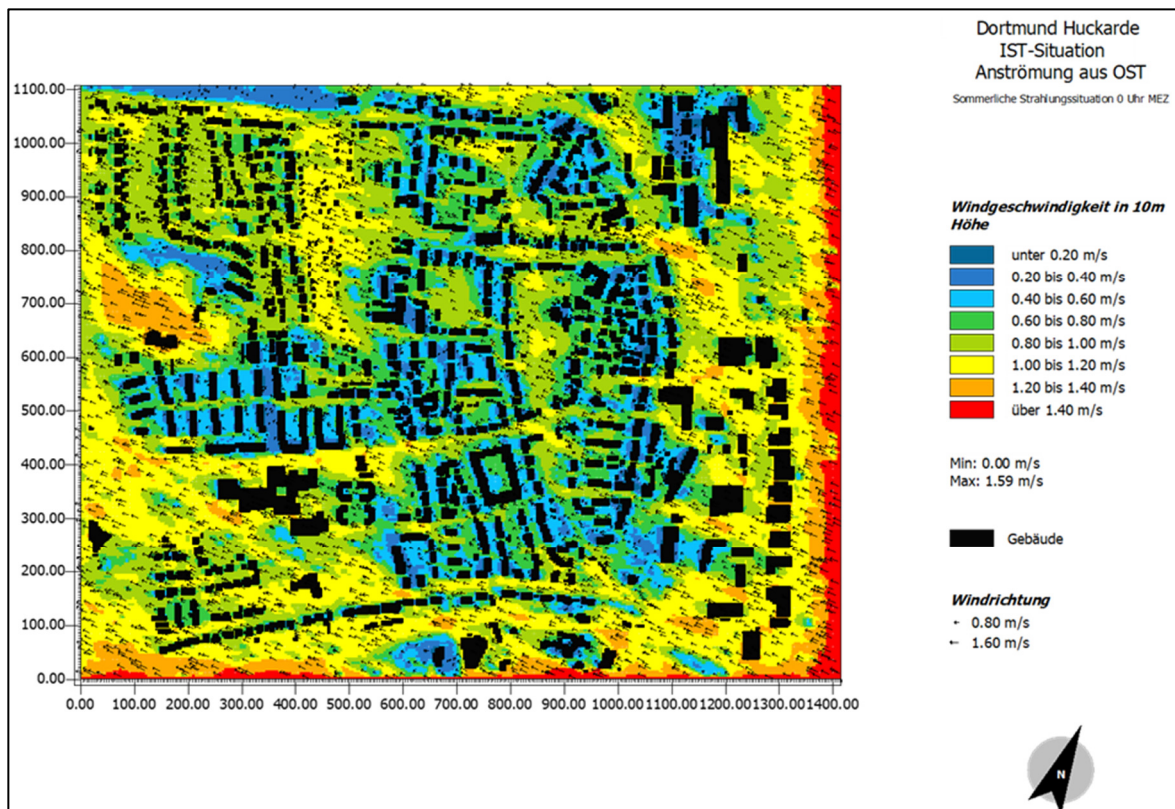 Dortmund Huckarde
IST-Situation
Anströmung aus OST
Sommerliche Strahlungssituation 0 Uhr MEZ
1100.00
1000.00
900.00
800.00
700.00
600.00
500.00
400.00
300.00
200.00
100.00
0.00
0.00 100.00 200.00 300.00 400.00 500.00 600.00 700.00 800.00 900.00 1000.00 1100.00 1200.00 1300.00 1400.00
Windgeschwindigkeit in 10m
Höhe
unter 0.20 m/s
0.20 bis 0.40 m/s
0.40 bis 0.60 m/s
0.60 bis 0.80 m/s
0.80 bis 1.00 m/s
1.00 bis 1.20 m/s
1.20 bis 1.40 m/s
über 1.40 m/s
Min: 0.00 m/s
Max: 1.59 m/s
Gebäude
Windrichtung
0.80 m/s
1.60 m/s
N